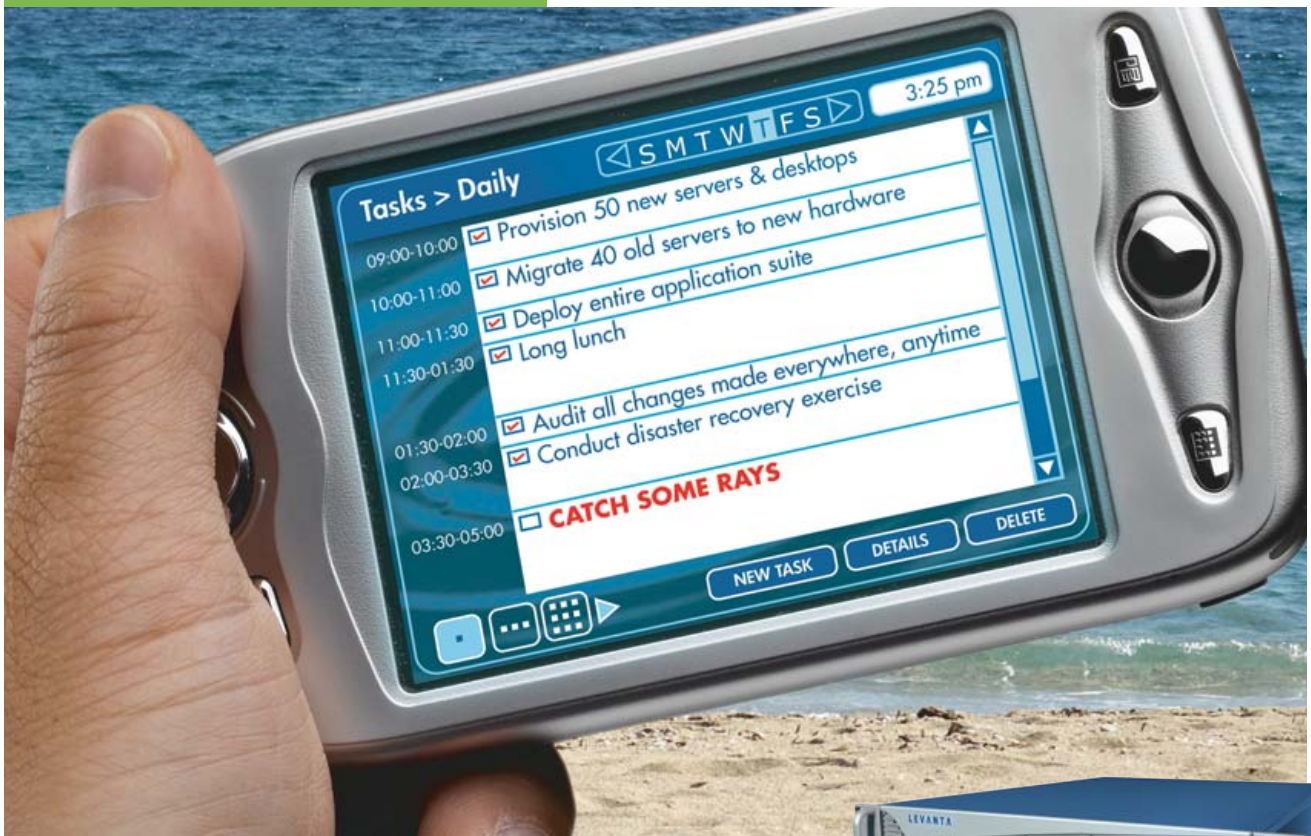 Tasks > Daily
S M T W T F S
3:25 pm
09:00-10:00 Provision 50 new servers & desktops
10:00-11:00 Migrate 40 old servers to new hardware
11:00-11:30 Deploy entire application suite
11:30-01:30 Long lunch
01:30-02:00 Audit all changes made everywhere, anytime
02:00-03:30 Conduct disaster recovery exercise
03:30-05:00 CATCH SOME RAYS
NEW TASK
DETAILS
DELETE
LEVANTA